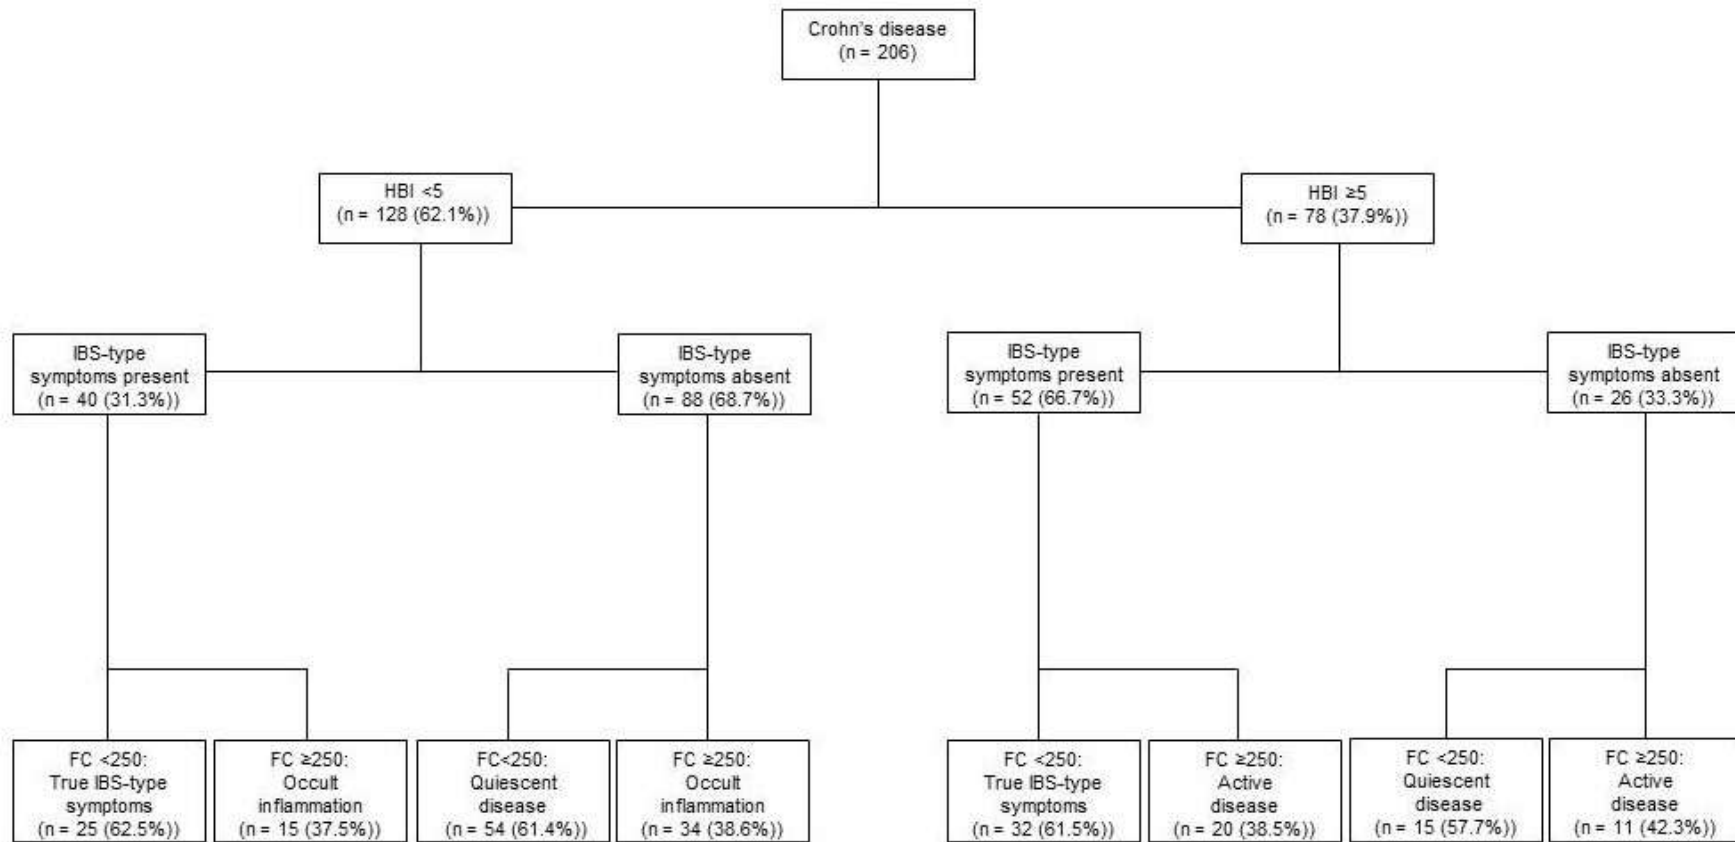 Crohn's disease
(n = 206)
HBI <5
(n = 128 (62.1%))
HBI ≥5
(n = 78 (37.9%))
IBS-type
symptoms present
(n = 40 (31.3%))
IBS-type
symptoms absent
(n = 88 (68.7%))
IBS-type
symptoms present
(n = 52 (66.7%))
IBS-type
symptoms absent
(n = 26 (33.3%))
FC <250:
True IBS-type
symptoms
(n = 25 (62.5%))
FC ≥250:
Occult
inflammation
(n = 15 (37.5%))
FC<250:
Quiescent
disease
(n = 54 (61.4%))
FC ≥250:
Occult
inflammation
(n = 34 (38.6%))
FC <250:
True IBS-type
symptoms
(n = 32 (61.5%))
FC ≥250:
Active
disease
(n = 20 (38.5%))
FC <250:
Quiescent
disease
(n = 15 (57.7%))
FC ≥250:
Active
disease
(n = 11 (42.3%))